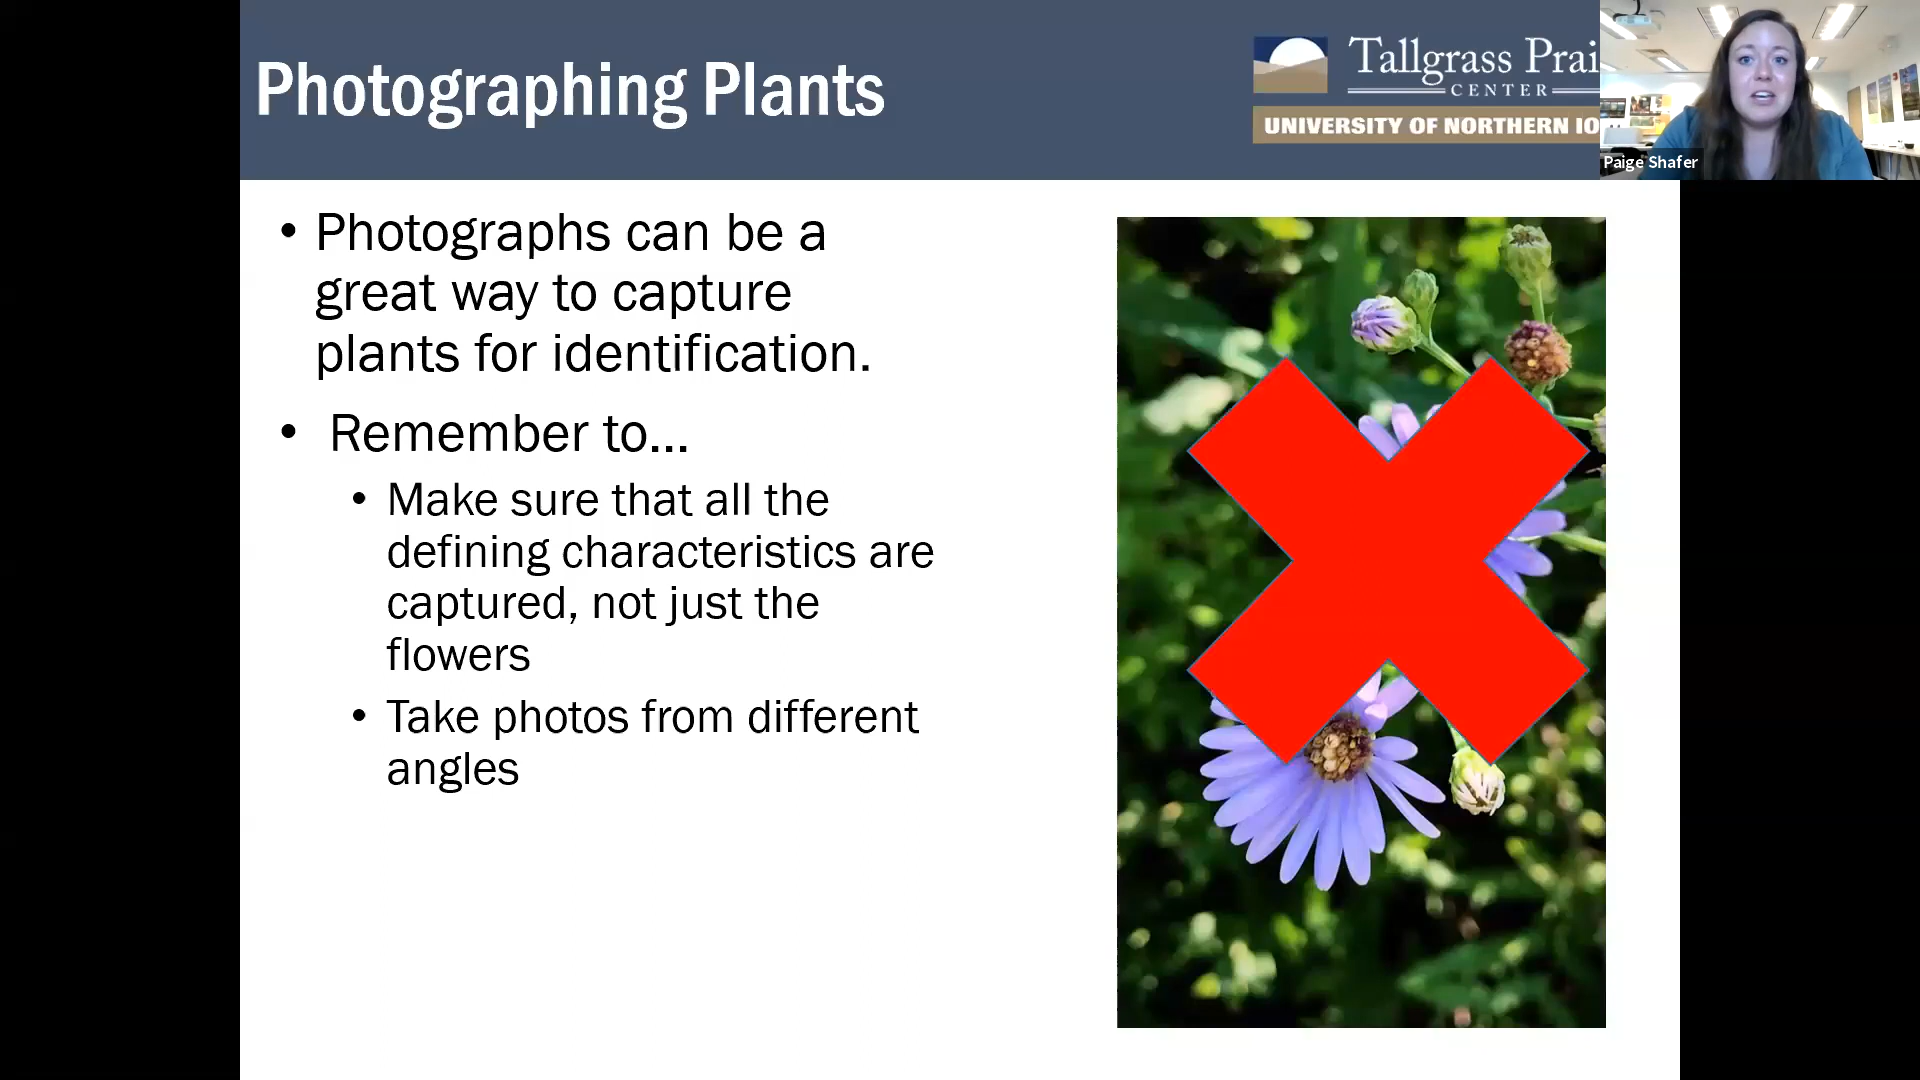 Photographing Plants
Tallgrass Prai
CENTER
UNIVERSITY OF NORTHERN IO
Paige Shafer
• Photographs can be a
great way to capture
plants for identification.
• Remember to...
• Make sure that all the
defining characteristics are
captured, not just the
flowers
• Take photos from different
angles